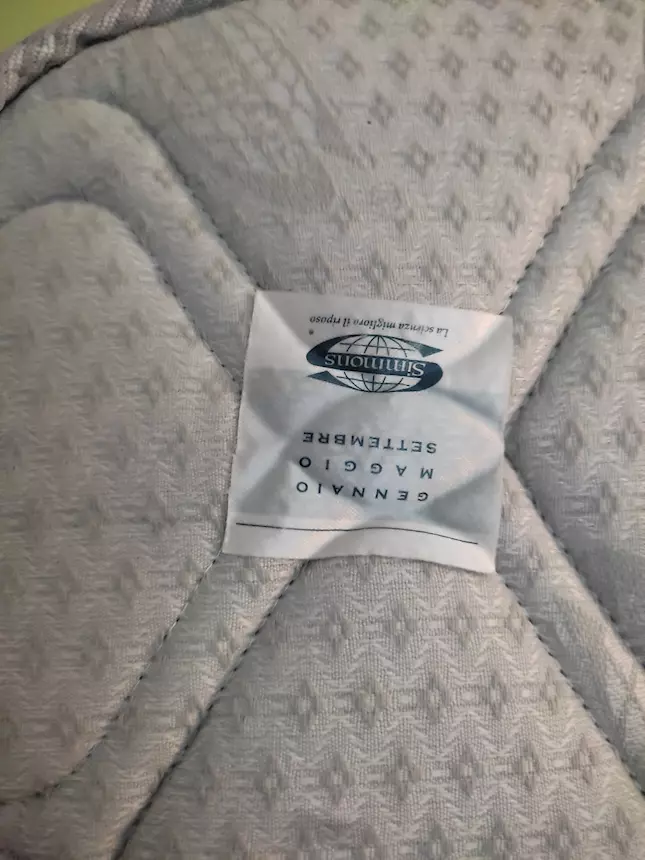 GENNAIO
MAGGIO
SETTEMBRE
Simmons
®
La scienza migliora il riposo